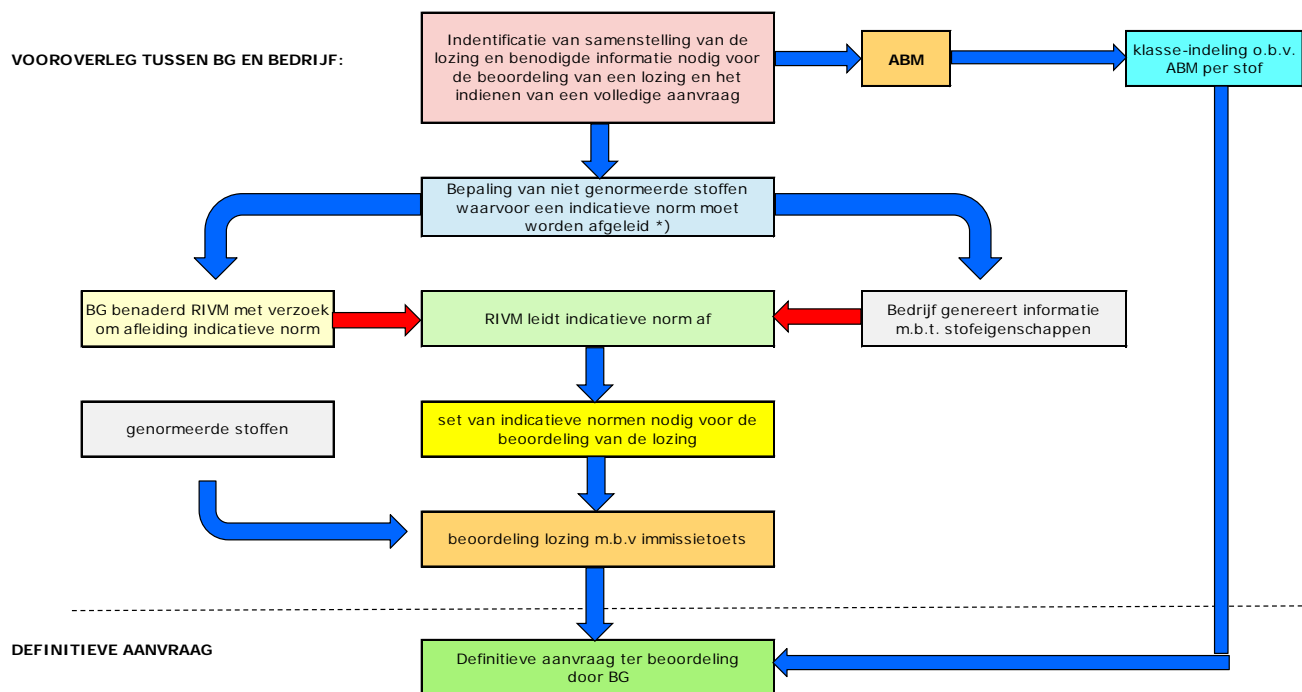 VOOROVERLEG TUSSEN BG EN BEDRIJF:
Indentificatie van samenstelling van de
lozing en benodigde informatie nodig voor
de beoordeling van een lozing en het
indienen van een volledige aanvraag
ABM
klasse-indeling o.b.v.
ABM per stof
Bepaling van niet genormeerde stoffen
waarvoor een indicatieve norm moet
worden afgeleid *)
BG benaderd RIVM met verzoek
om afleiding indicatieve norm
RIVM leidt indicatieve norm af
Bedrijf genereert informatie
m.b.t. stofeigenschappen
genormeerde stoffen
set van indicatieve normen nodig voor de
beoordeling van de lozing
beoordeling lozing m.b.v immissietoets
DEFINITIEVE AANVRAAG
Definitieve aanvraag ter beoordeling
door BG